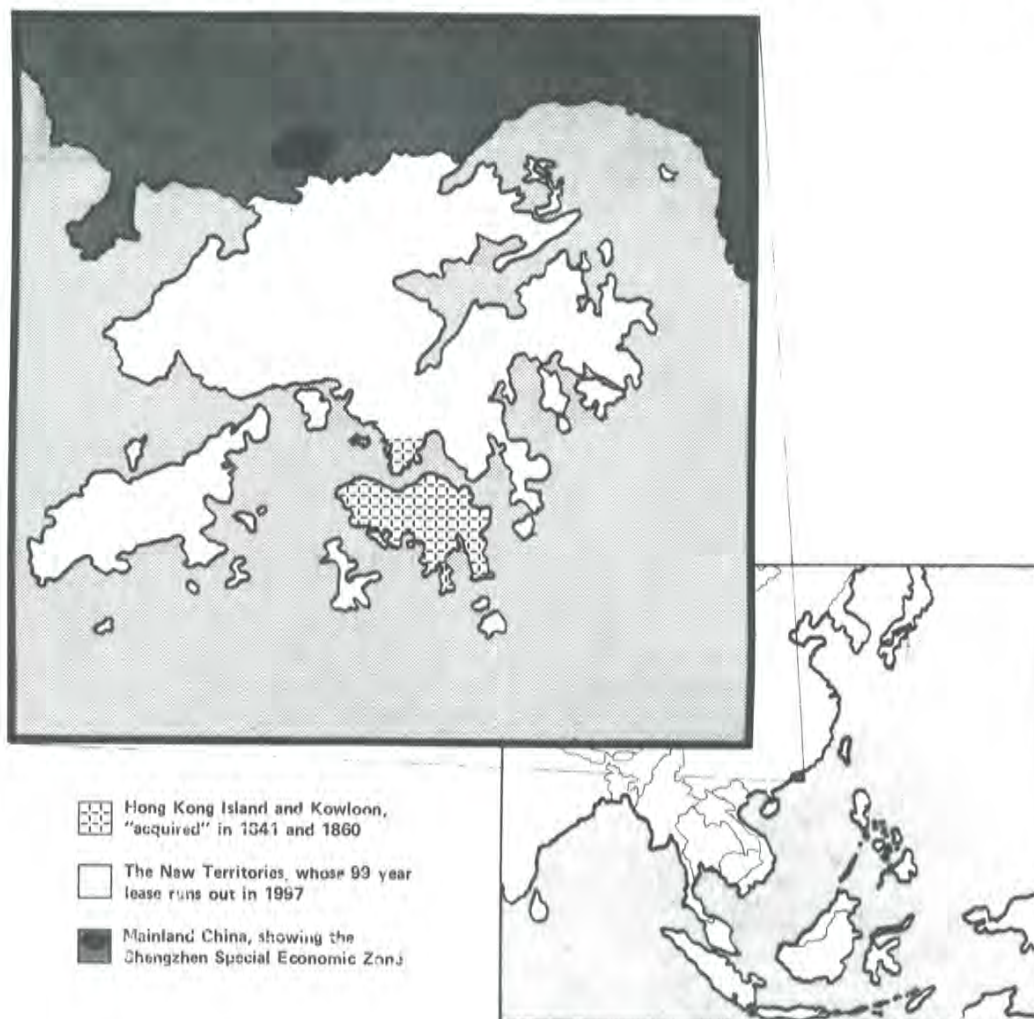 Hong Kong Island and Kowloon,
"acquired" in 1841 and 1860
The New Territories, whose 99 year
lease runs out in 1997
Mainland China, showing the
Shengzhen Special Economic Zone